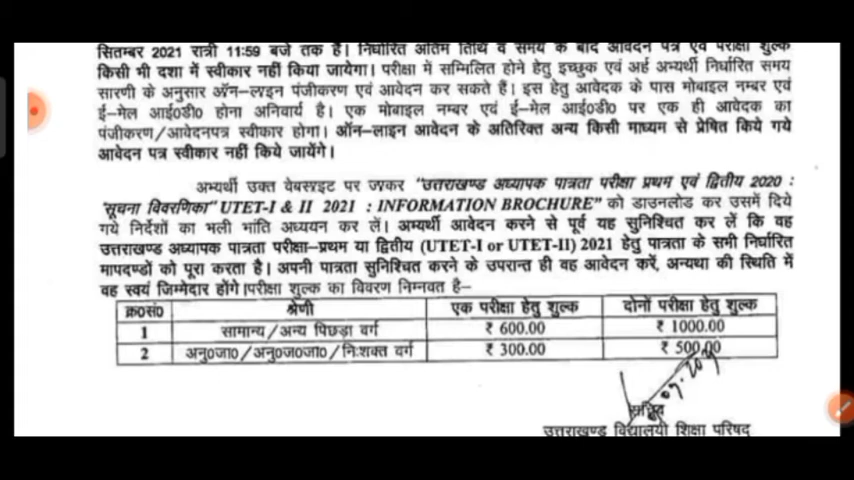 सितम्बर 2021 रात्री 11:59 बजे तक है। निर्धारित अंतिम तिथि व समय के बाद आवेदन पत्र एवं परीक्षा शुल्क
किसी भी दशा में स्वीकार नहीं किया जायेगा। परीक्षा में सम्मिलित होने हेतु इच्छुक एवं अर्ह अभ्यर्थी निर्धारित समय
सारणी के अनुसार ऑन-लाइन पंजीकरण एवं आवेदन कर सकते हैं। इस हेतु आवेदक के पास मोबाइल नम्बर एवं
ई-मेल आई0डी0 होना अनिवार्य है। एक मोबाइल नम्बर एवं ई-मेल आई0डी0 पर एक ही आवेदक का
पंजीकरण/आवेदनपत्र स्वीकार होगा। ऑन-लाइन आवेदन के अतिरिक्त अन्य किसी माध्यम से प्रेषित किये गये
आवेदन पत्र स्वीकार नहीं किये जायेंगे।
अभ्यर्थी उक्त वेबसाइट पर जाकर "उत्तराखण्ड अध्यापक पात्रता परीक्षा प्रथम एवं द्वितीय 2020 :
सूचना विवरणिका" UTET-I & II 2021 : INFORMATION BROCHURE" को डाउनलोड कर उसमें दिये
गये निर्देशों का भली भांति अध्ययन कर लें। अभ्यर्थी आवेदन करने से पूर्व यह सुनिश्चित कर लें कि वह
उत्तराखण्ड अध्यापक पात्रता परीक्षा-प्रथम या द्वितीय (UTET-I or UTET-II) 2021 हेतु पात्रता के सभी निर्धारित
मापदण्डों को पूरा करता है। अपनी पात्रता सुनिश्चित करने के उपरान्त ही वह आवेदन करें, अन्यथा की स्थिति में
वह स्वयं जिम्मेदार होंगे।परीक्षा शुल्क का विवरण निम्नवत है-
क्र0सं0 श्रेणी एक परीक्षा हेतु शुल्क दोनों परीक्षा हेतु शुल्क
1 सामान्य/अन्य पिछड़ा वर्ग ₹ 600.00 ₹ 1000.00
2 अनु0जा0/अनु0ज0जा0/निःशक्त वर्ग ₹ 300.00 ₹ 500.00
सचिव
उत्तराखण्ड विद्यालयी शिक्षा परिषद